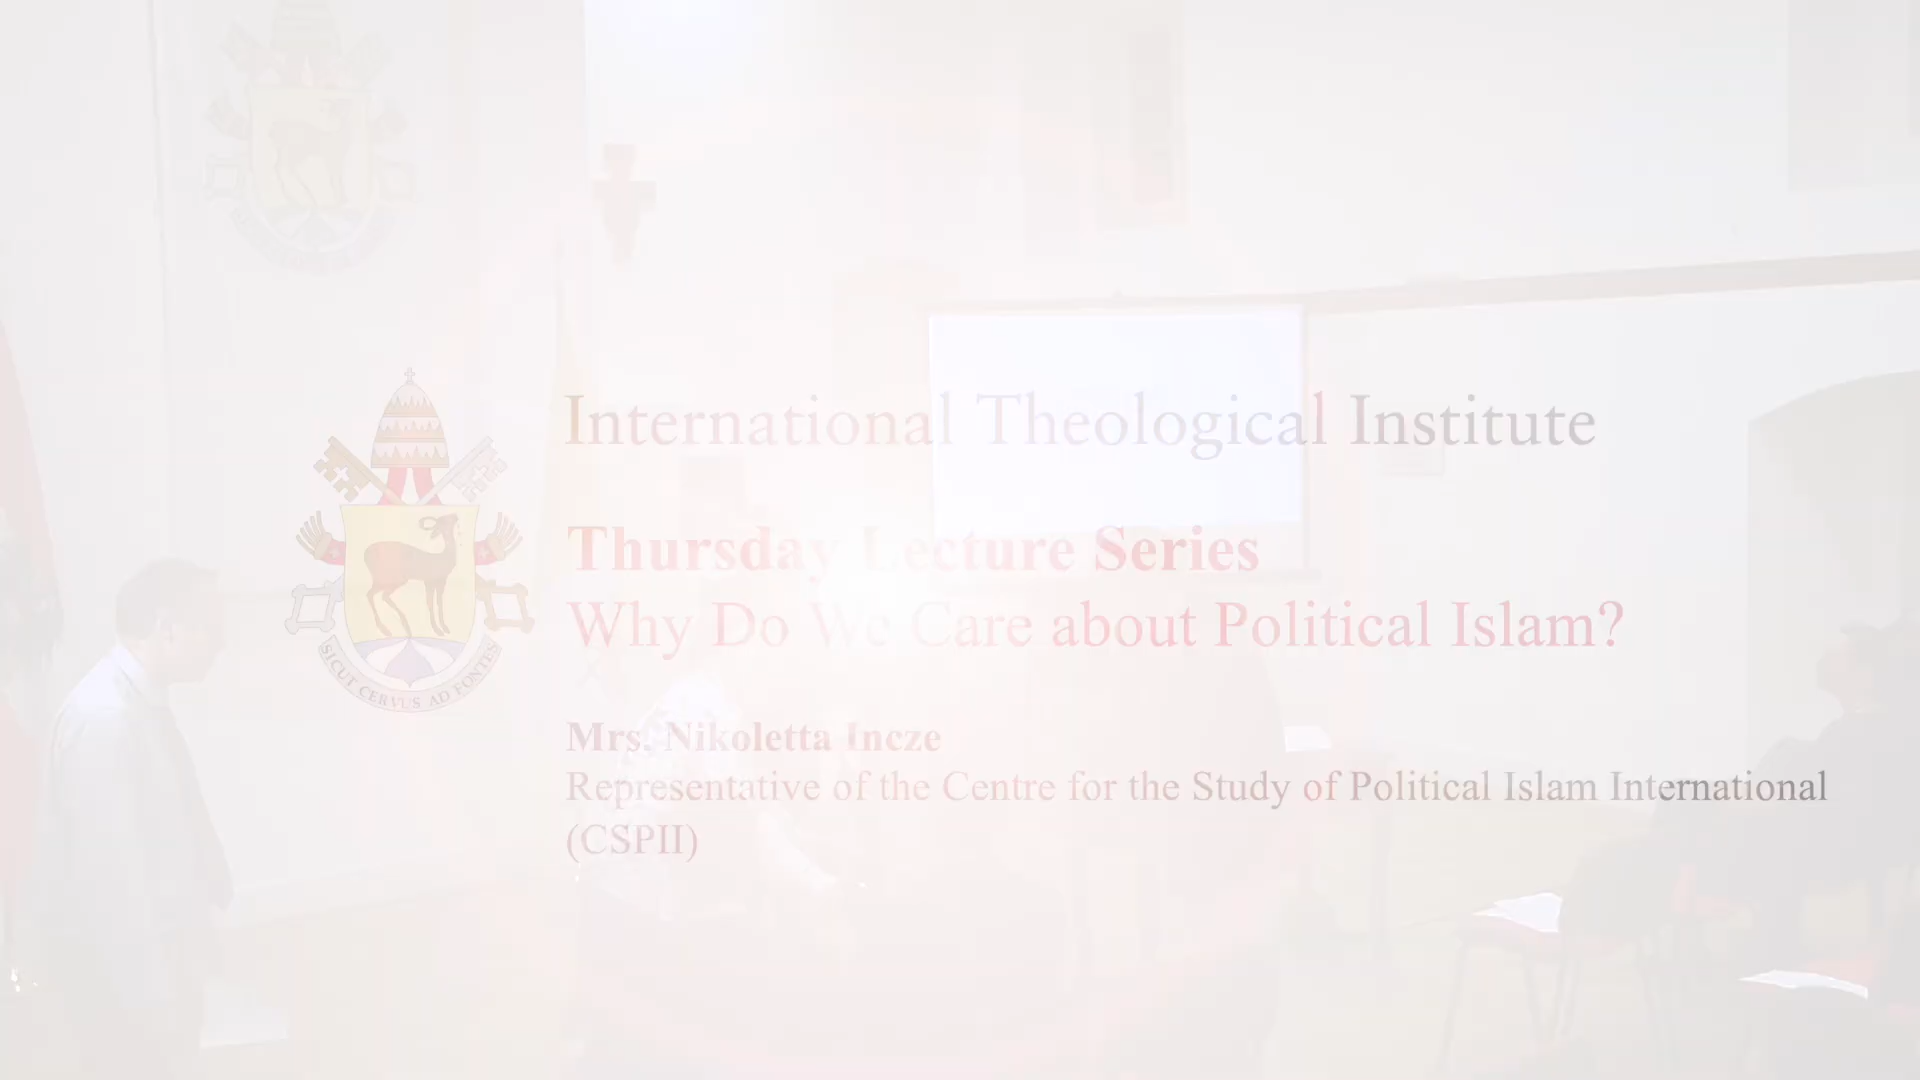 International Theological Institute
Thursday Lecture Series
Why Do We Care about Political Islam?
Mrs. Nikoletta Incze
Representative of the Centre for the Study of Political Islam International
(CSPII)
SICUT CERVUS AD FONTES